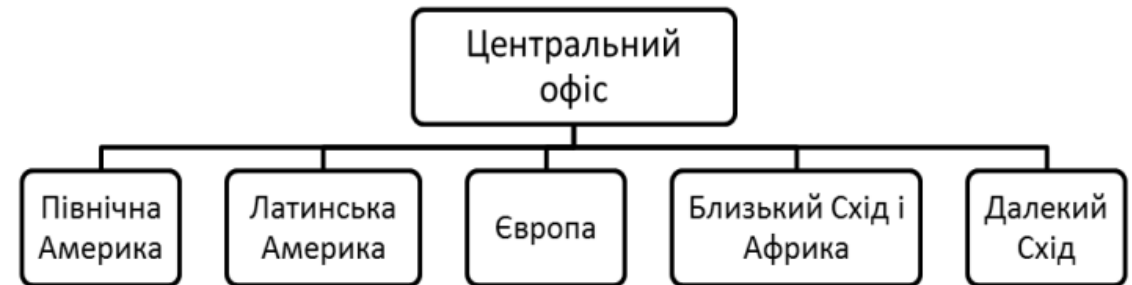 Центральний
офіс
Північна
Америка
Латинська
Америка
Європа
Близький Схід і
Африка
Далекий
Схід